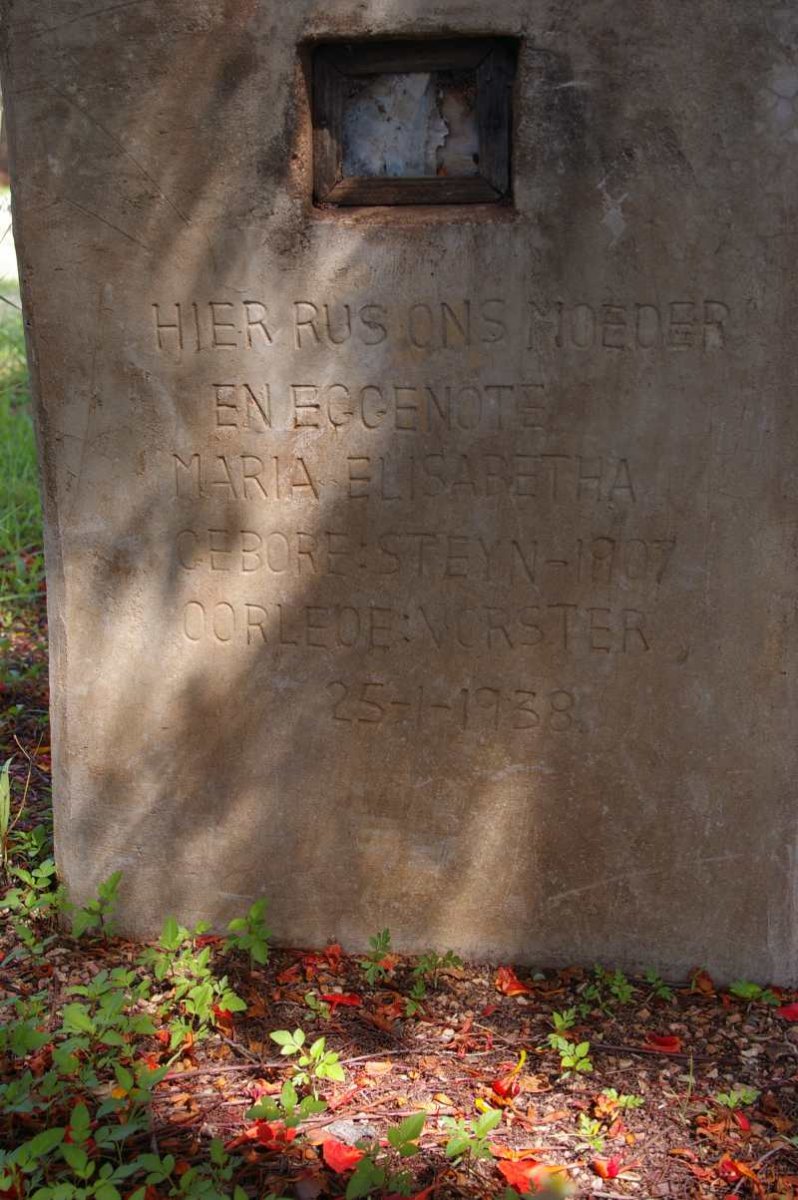 HIER RUS ONS MOEDER
EN EGGENOTE
MARIA ELISABETHA
GEBORE: STEYN-1907
OORLEDE: VORSTER
25-1-1938